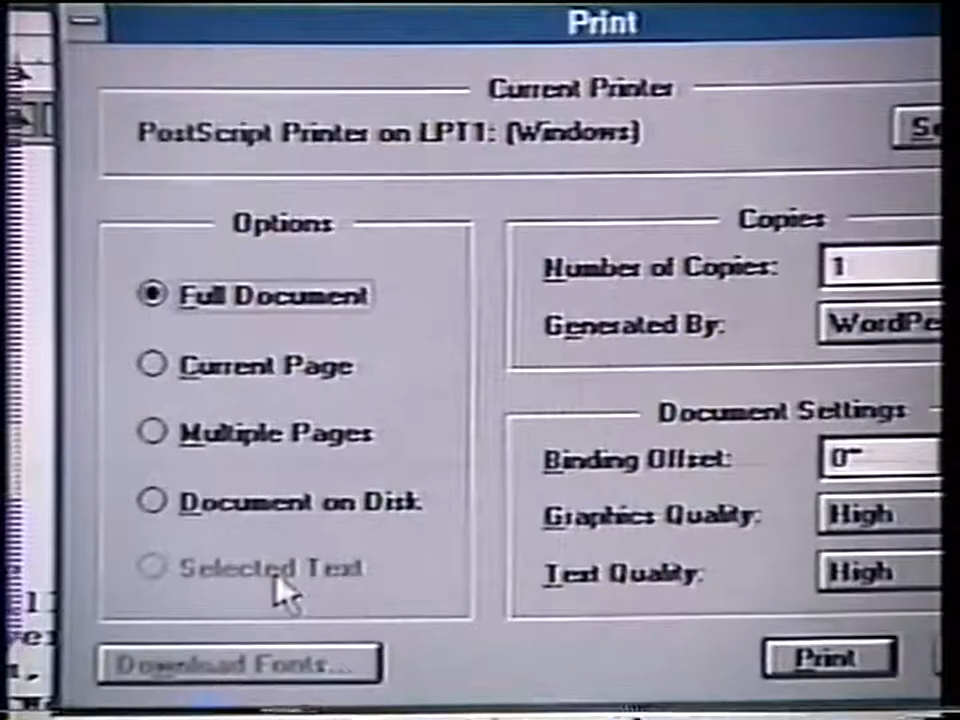 Print
Current Printer
PostScript Printer on LPT1: (Windows)
Options
Full Document
Current Page
Multiple Pages
Document on Disk
Selected Text
Download Fonts...
Copies
Number of Copies: 1
Generated By: WordPe
Document Settings
Binding Offset: 0"
Graphics Quality: High
Text Quality: High
Print